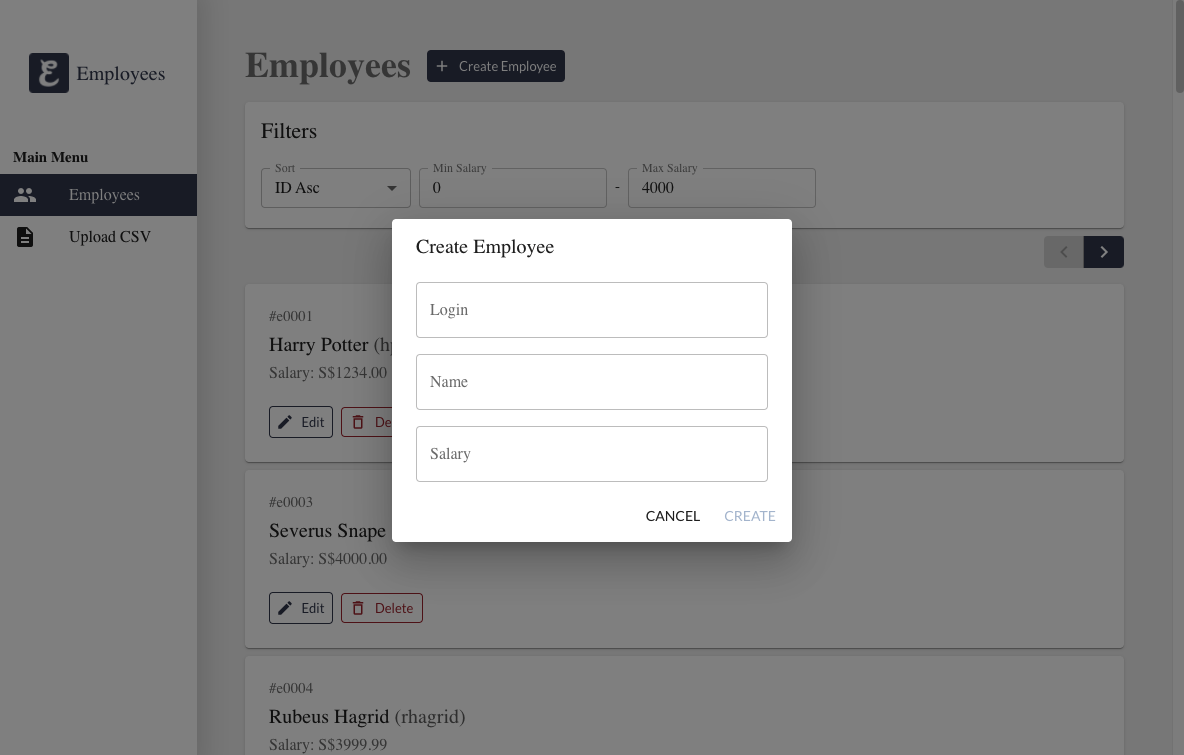 Employees
Main Menu
Employees
Upload CSV
Employees
Create Employee
Filters
Sort
ID Asc
Min Salary
0
-
Max Salary
4000
#e0001
Harry Potter
Salary: S$1234.00
Edit
#e0003
Severus Snape
Salary: S$4000.00
Edit
Delete
#e0004
Rubeus Hagrid (rhagrid)
Salary: S$3999.99
Create Employee
Login
Name
Salary
CANCEL
CREATE